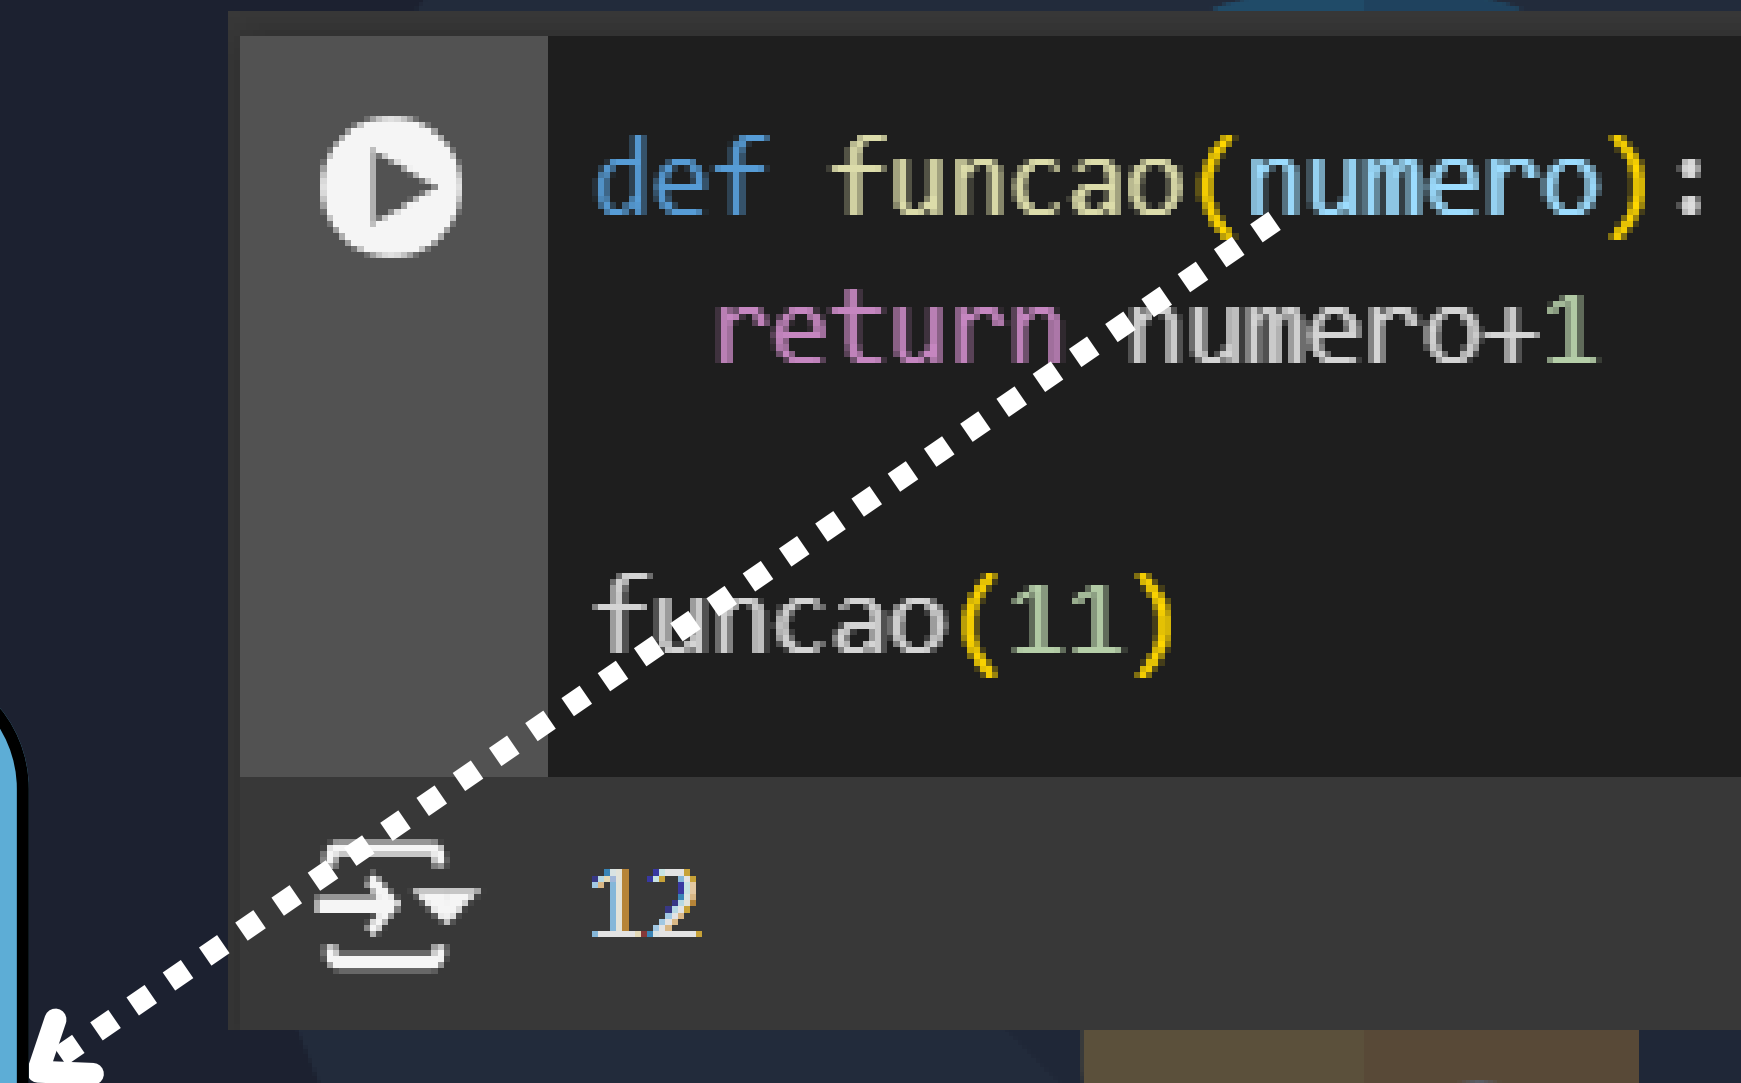 def funcao(numero):
  return numero+1
funcao(11)
12